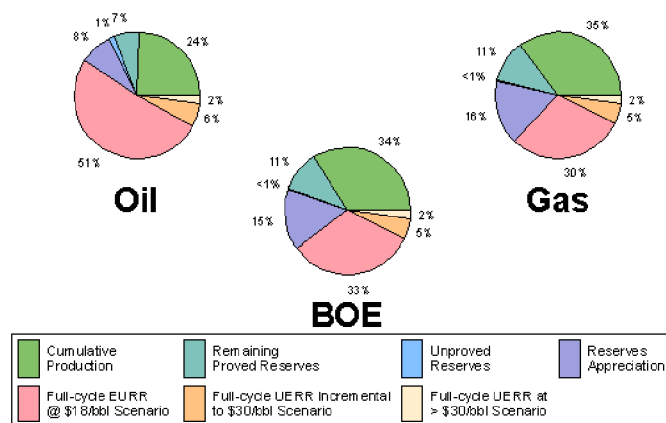 1%
7%
8%
24%
2%
6%
51%
Oil
35%
11%
<1%
2%
5%
16%
30%
Gas
34%
11%
<1%
2%
15%
5%
33%
BOE
Cumulative
Production
Remaining
Proved Reserves
Unproved
Reserves
Reserves
Appreciation
Full-cycle EURR
@ $18/bbl Scenario
Full-cycle UERR Incremental
to $30/bbl Scenario
Full-cycle UERR at
> $30/bbl Scenario